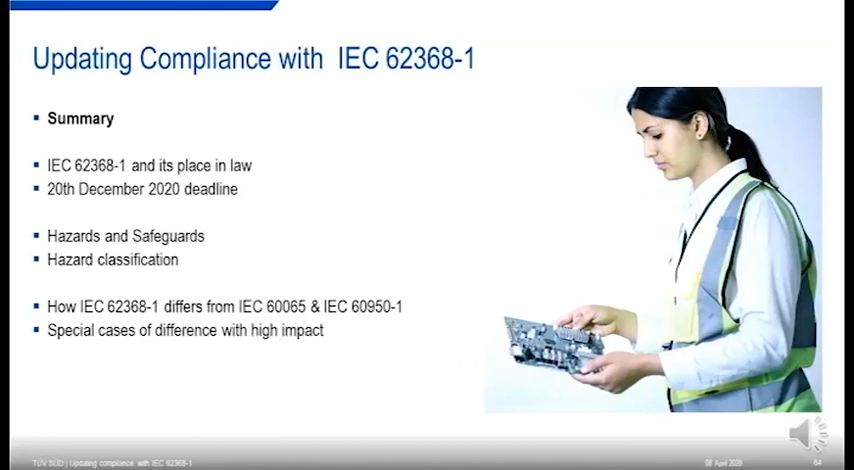 Updating Compliance with IEC 62368-1
Summary
IEC 62368-1 and its place in law
20th December 2020 deadline
Hazards and Safeguards
Hazard classification
How IEC 62368-1 differs from IEC 60065 & IEC 60950-1
Special cases of difference with high impact
TÜV SÜD | Updating compliance with IEC 62368-1
08 April 2020
64